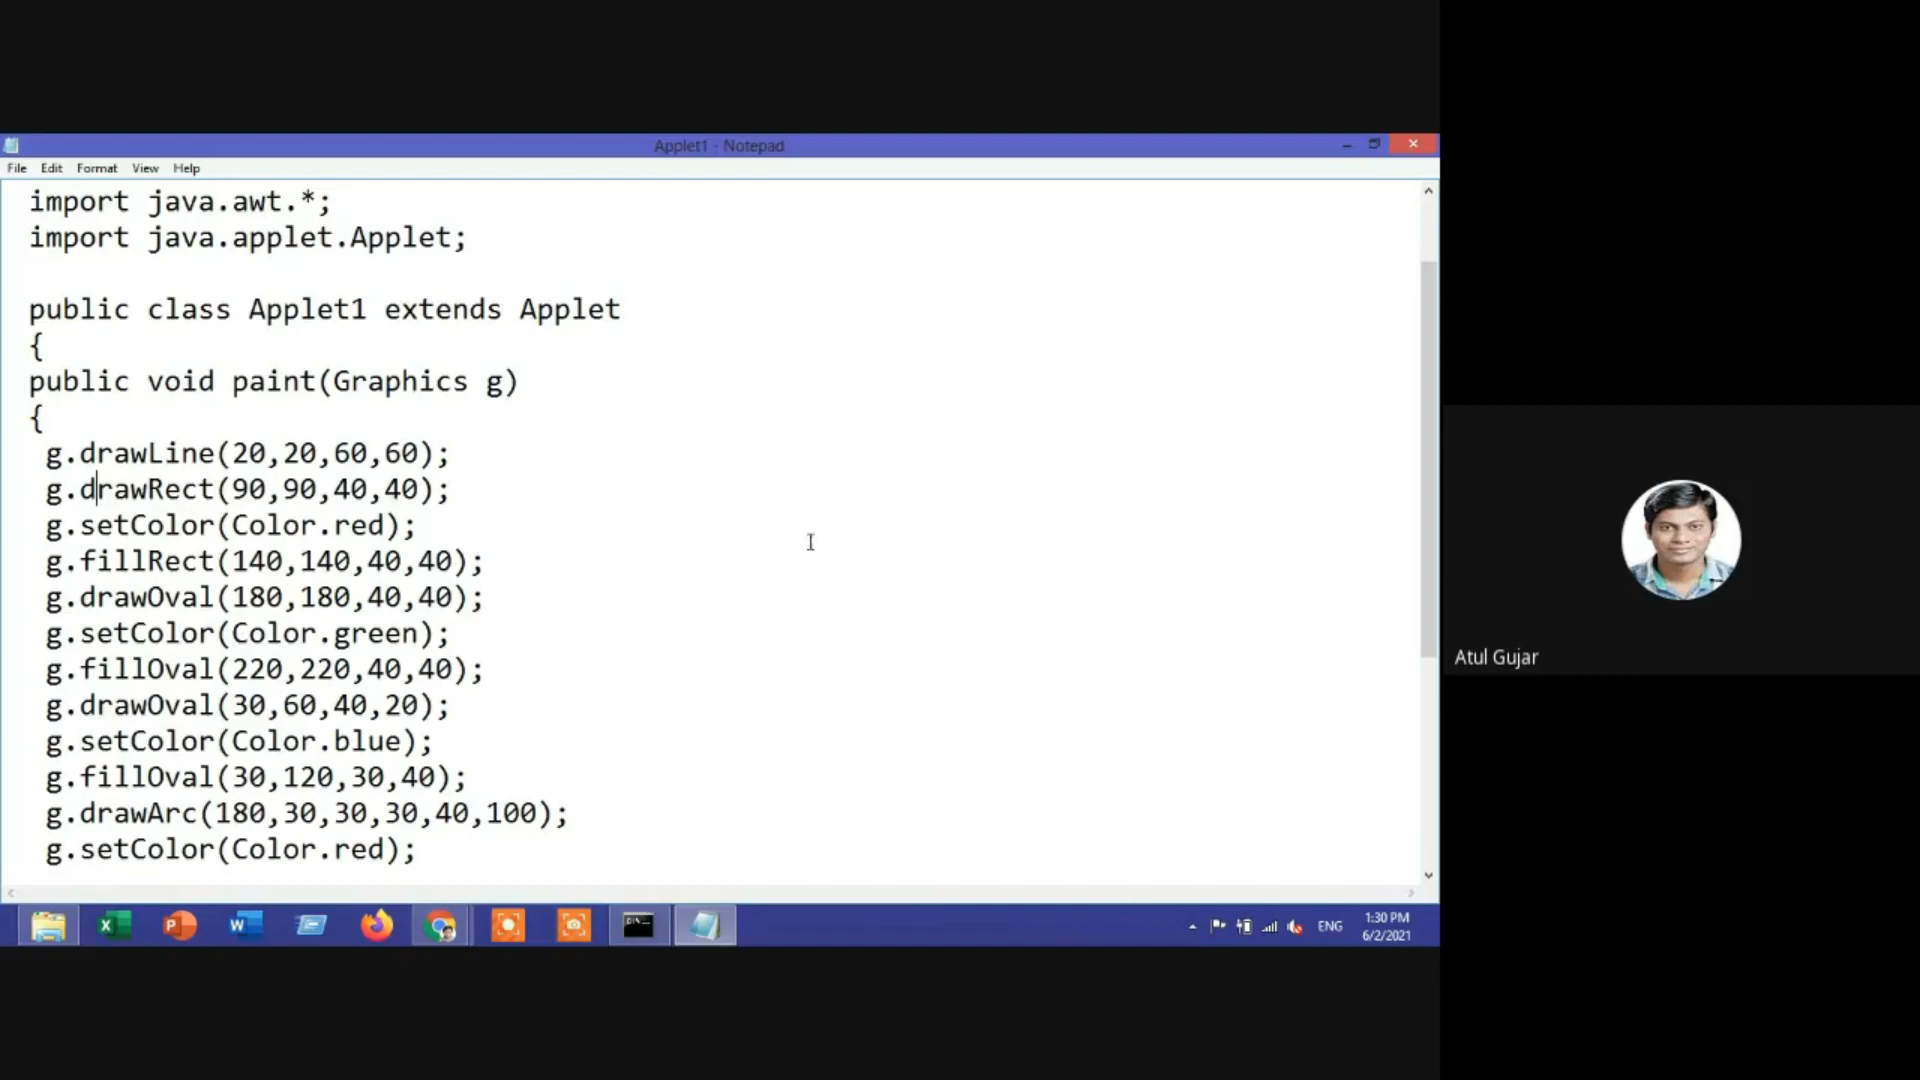 Applet1 - Notepad
File Edit Format View Help
import java.awt.*;
import java.applet.Applet;
public class Applet1 extends Applet
{
public void paint(Graphics g)
{
g.drawLine(20,20,60,60);
g.drawRect(90,90,40,40);
g.setColor(Color.red);
g.fillRect(140,140,40,40);
g.drawOval(180,180,40,40);
g.setColor(Color.green);
g.fillOval(220,220,40,40);
g.drawOval(30,60,40,20);
g.setColor(Color.blue);
g.fillOval(30,120,30,40);
g.drawArc(180,30,30,30,40,100);
g.setColor(Color.red);
ENG
1:30 PM
6/2/2021
Atul Gujar